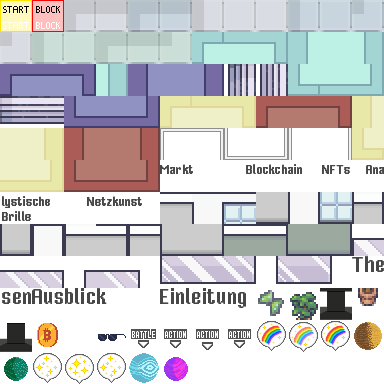 START BLOCK
START BLOCK
Markt Blockchain NFTs Ana
lystische Netzkunst
Brille
The
senAusblick Einleitung
BATTLE ACTION ACTION ACTION